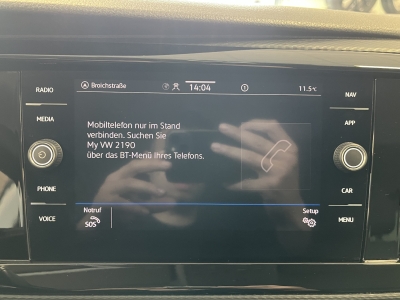 RADIO
MEDIA
PHONE
VOICE
Broichstraße 14:04 11.5°C
Mobiltelefon nur im Stand
verbinden. Suchen Sie
My VW 2190
über das BT-Menü Ihres Telefons.
Notruf
SOS
Setup
NAV
APP
CAR
MENU